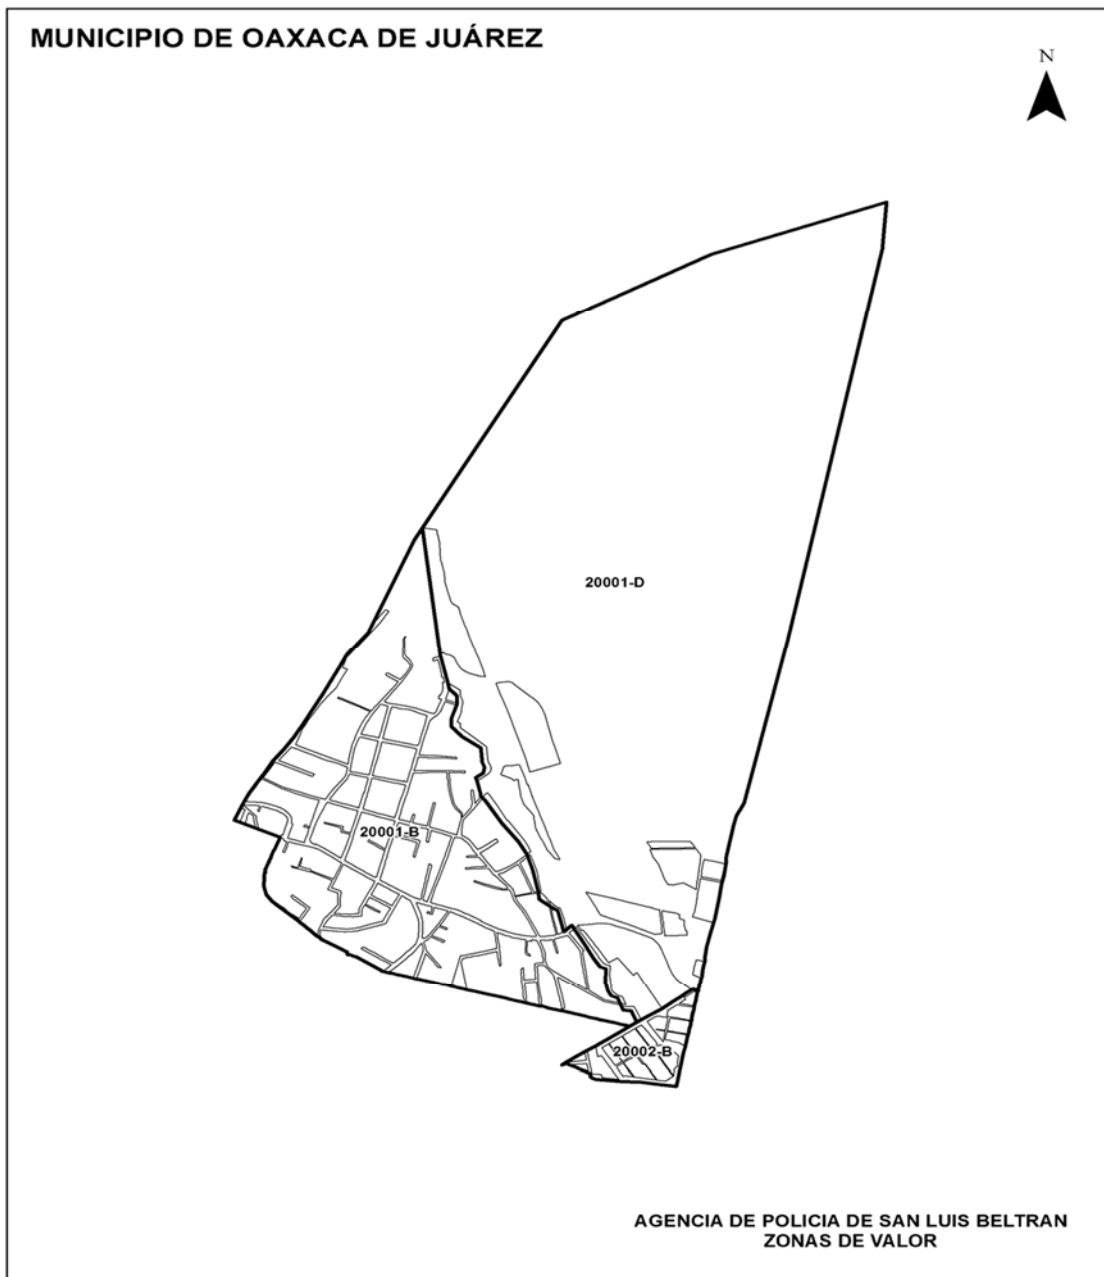 MUNICIPIO DE OAXACA DE JUÁREZ
N
20001-D
20001-B
20002-B
AGENCIA DE POLICIA DE SAN LUIS BELTRAN
ZONAS DE VALOR